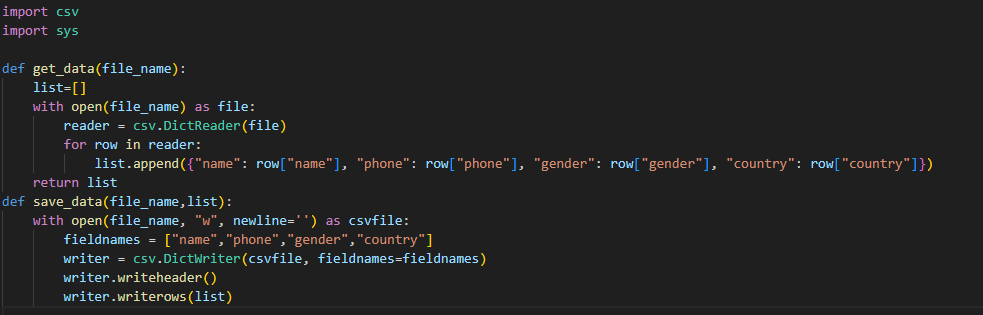 import csv
import sys

def get_data(file_name):
    list=[]
    with open(file_name) as file:
        reader = csv.DictReader(file)
        for row in reader:
            list.append({"name": row["name"], "phone": row["phone"], "gender": row["gender"], "country": row["country"]})
    return list
def save_data(file_name,list):
    with open(file_name, "w", newline='') as csvfile:
        fieldnames = ["name","phone","gender","country"]
        writer = csv.DictWriter(csvfile, fieldnames=fieldnames)
        writer.writeheader()
        writer.writerows(list)